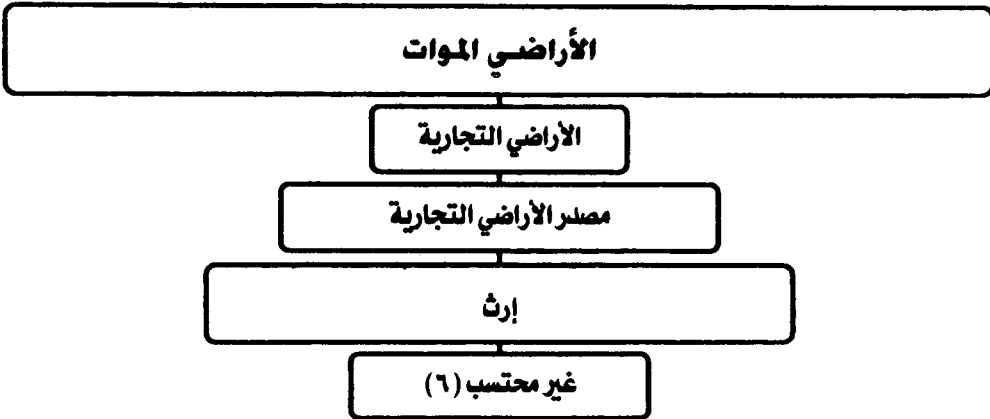 الأراضي الموات
الأراضي التجارية
مصدر الأراضي التجارية
إرث
غير محتسب (٦)